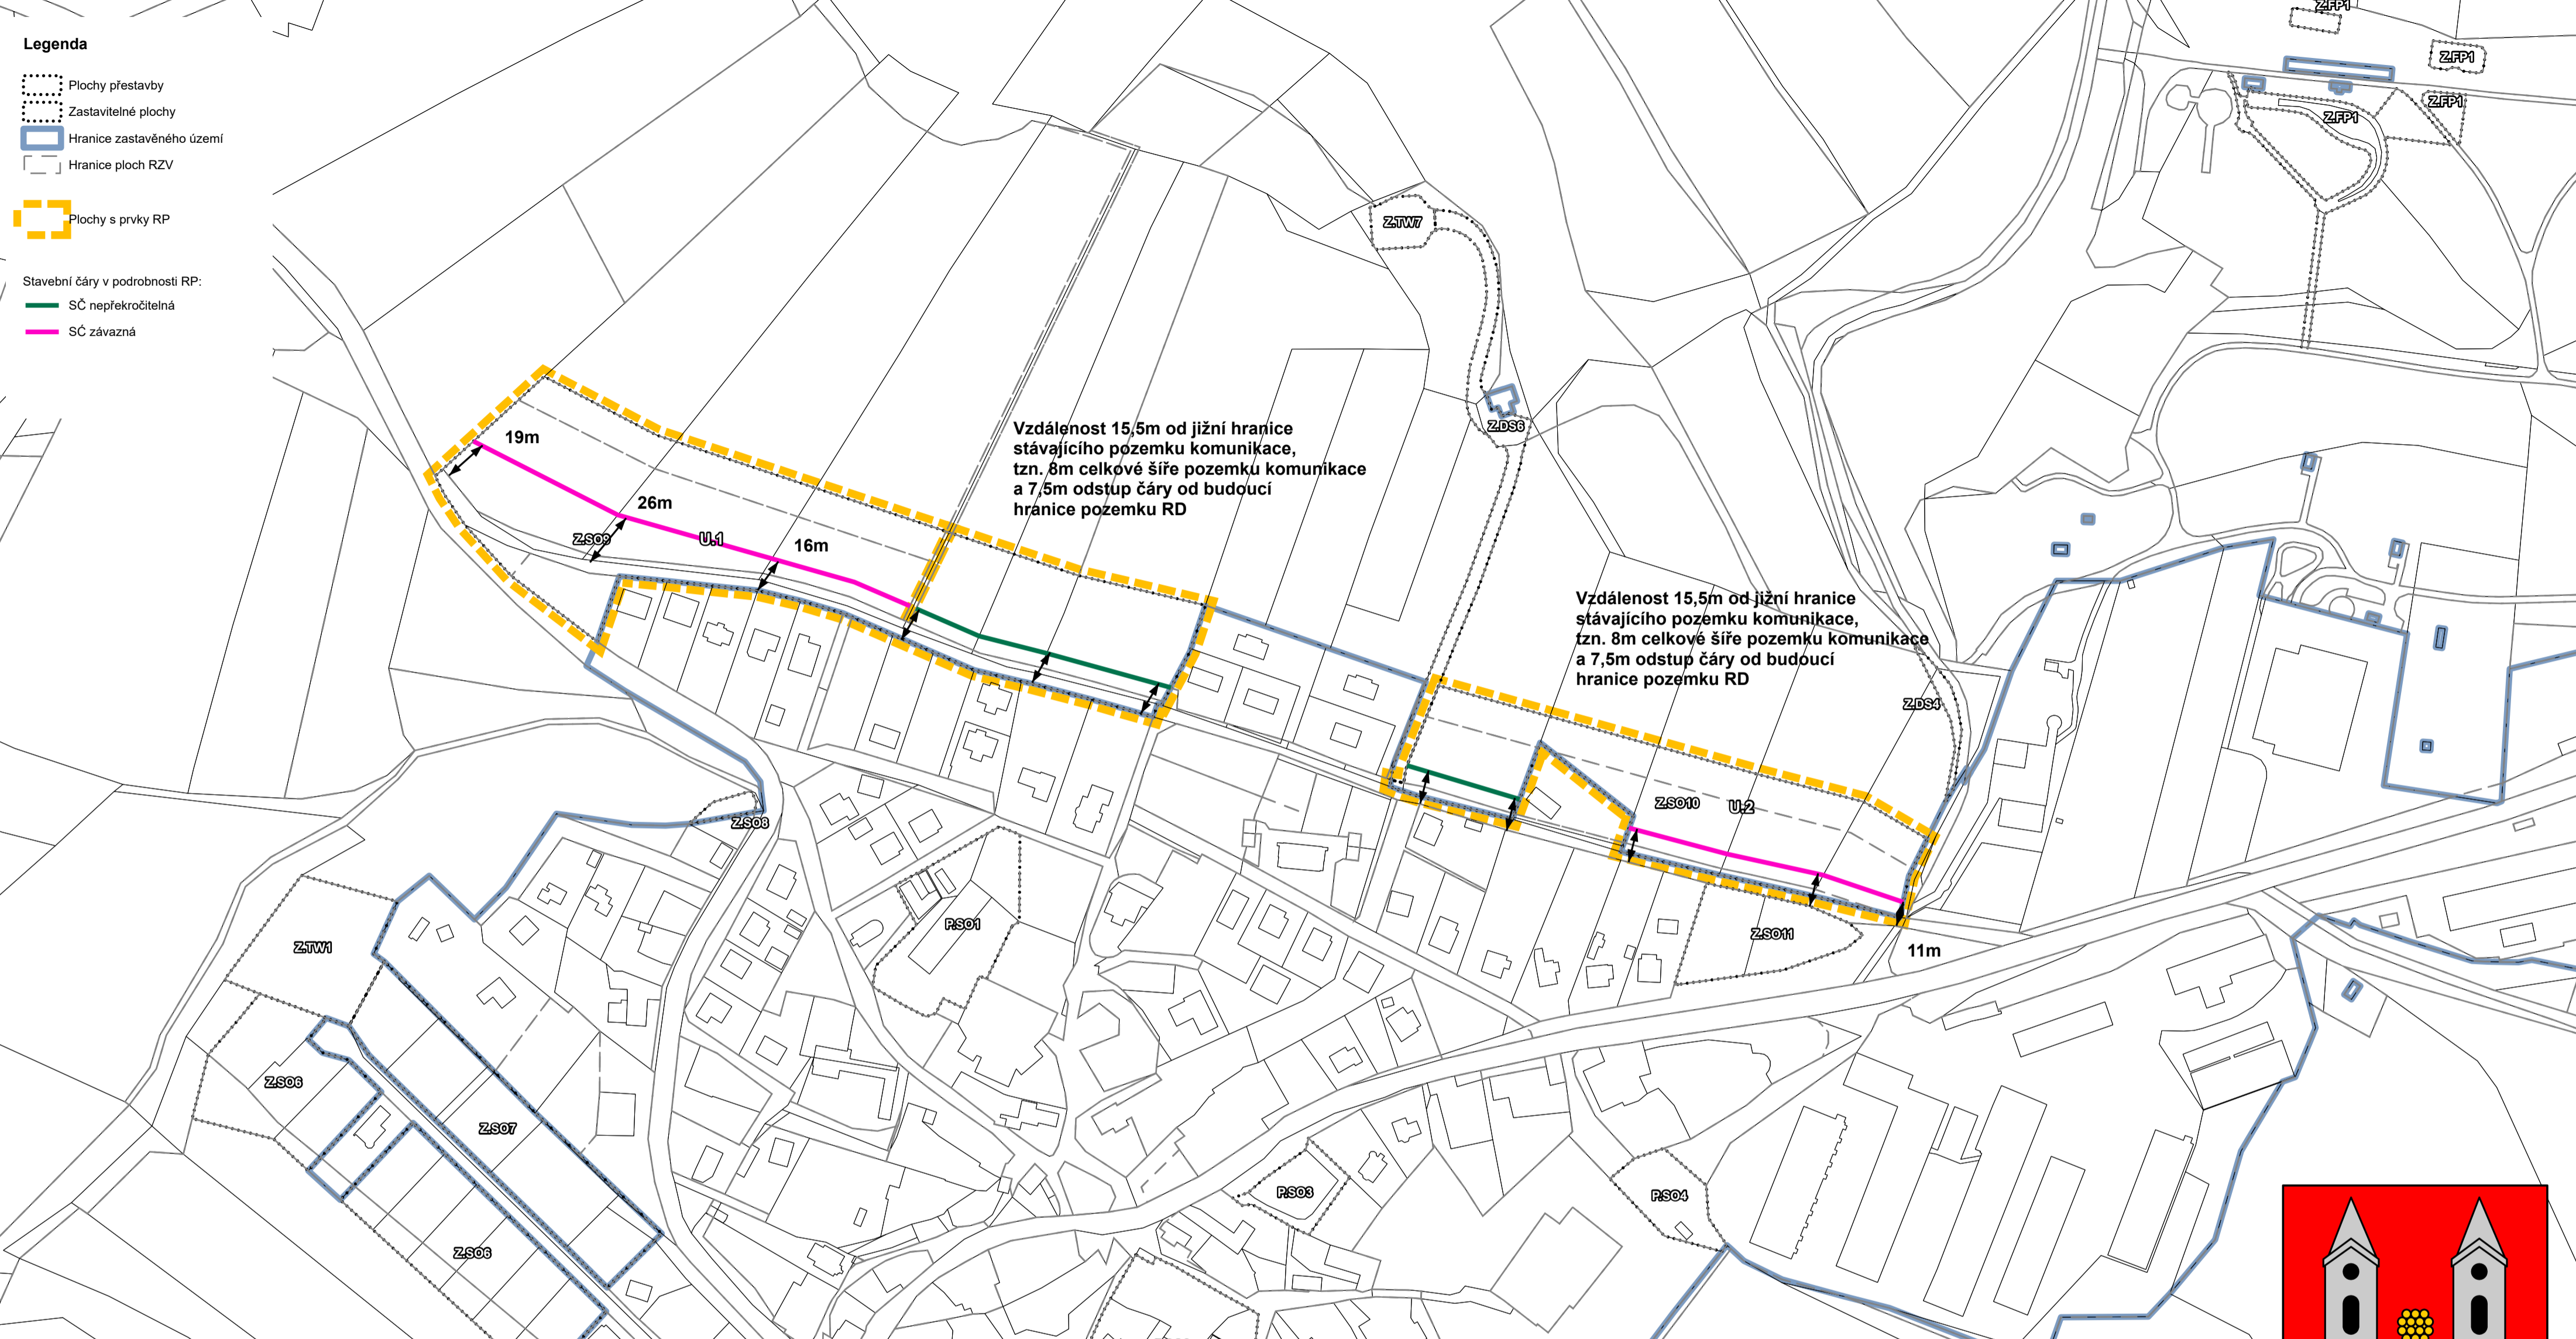 Legenda
Plochy přestavby
Zastavitelné plochy
Hranice zastavěného území
Hranice ploch RZV
Plochy s prvky RP
Stavební čáry v podrobnosti RP:
SČ nepřekročitelná
SĆ závazná
Z.FP1
Z.FP1
Z.FP1
Z.FP1
Z.TW7
Z.DS6
19m
26m
16m
Z.SO9
U.1
Vzdálenost 15,5m od jižní hranice
stávajícího pozemku komunikace,
tzn. 8m celkové šíře pozemku komunikace
a 7,5m odstup čáry od budoucí
hranice pozemku RD
Vzdálenost 15,5m od jižní hranice
stávajícího pozemku komunikace,
tzn. 8m celkové šíře pozemku komunikace
a 7,5m odstup čáry od budoucí
hranice pozemku RD
Z.DS4
Z.SO10
U.2
Z.SO8
P.SO1
Z.SO11
11m
Z.TW1
Z.SO6
Z.SO7
Z.SO6
P.SO3
P.SO4